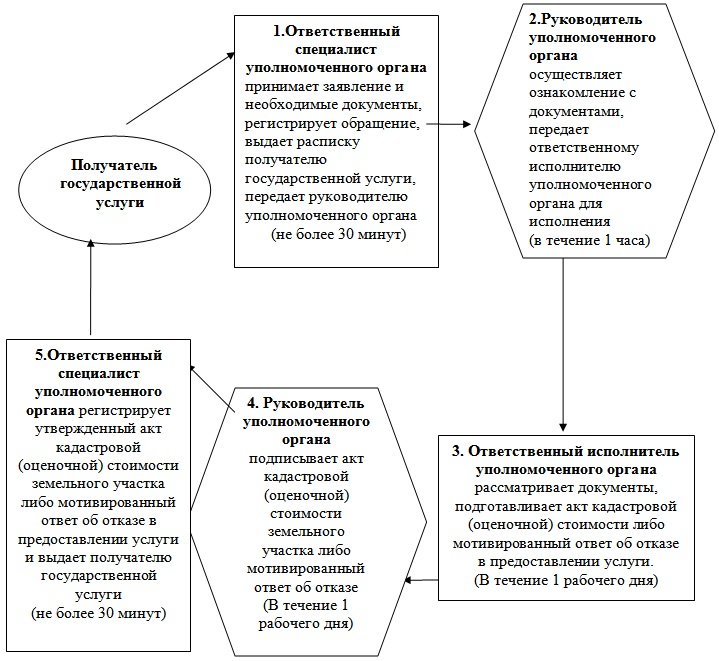 Получатель
государственной
услуги
1.Ответственный
специалист
уполномоченного органа
принимает заявление и
необходимые документы,
регистрирует обращение,
выдает расписку
получателю
государственной услуги,
передает руководителю
уполномоченного органа
(не более 30 минут)
2.Руководитель
уполномоченного
органа
осуществляет
ознакомление с
документами,
передает
ответственному
исполнителю
уполномоченного
органа для
исполнения
(в течение 1 часа)
3. Ответственный исполнитель
уполномоченного органа
рассматривает документы,
подготавливает акт кадастровой
(оценочной) стоимости либо
мотивированный ответ об отказе
в предоставлении услуги.
(В течение 1 рабочего дня)
4. Руководитель
уполномоченного
органа
подписывает акт
кадастровой
(оценочной)
стоимости
земельного
участка либо
мотивированный
ответ об отказе
(В течение 1
рабочего дня)
5.Ответственный
специалист
уполномоченного
органа регистрирует
утвержденный акт
кадастровой
(оценочной) стоимости
земельного участка
либо мотивированный
ответ об отказе в
предоставлении услуги
и выдает получателю
государственной
услуги
(не более 30 минут)